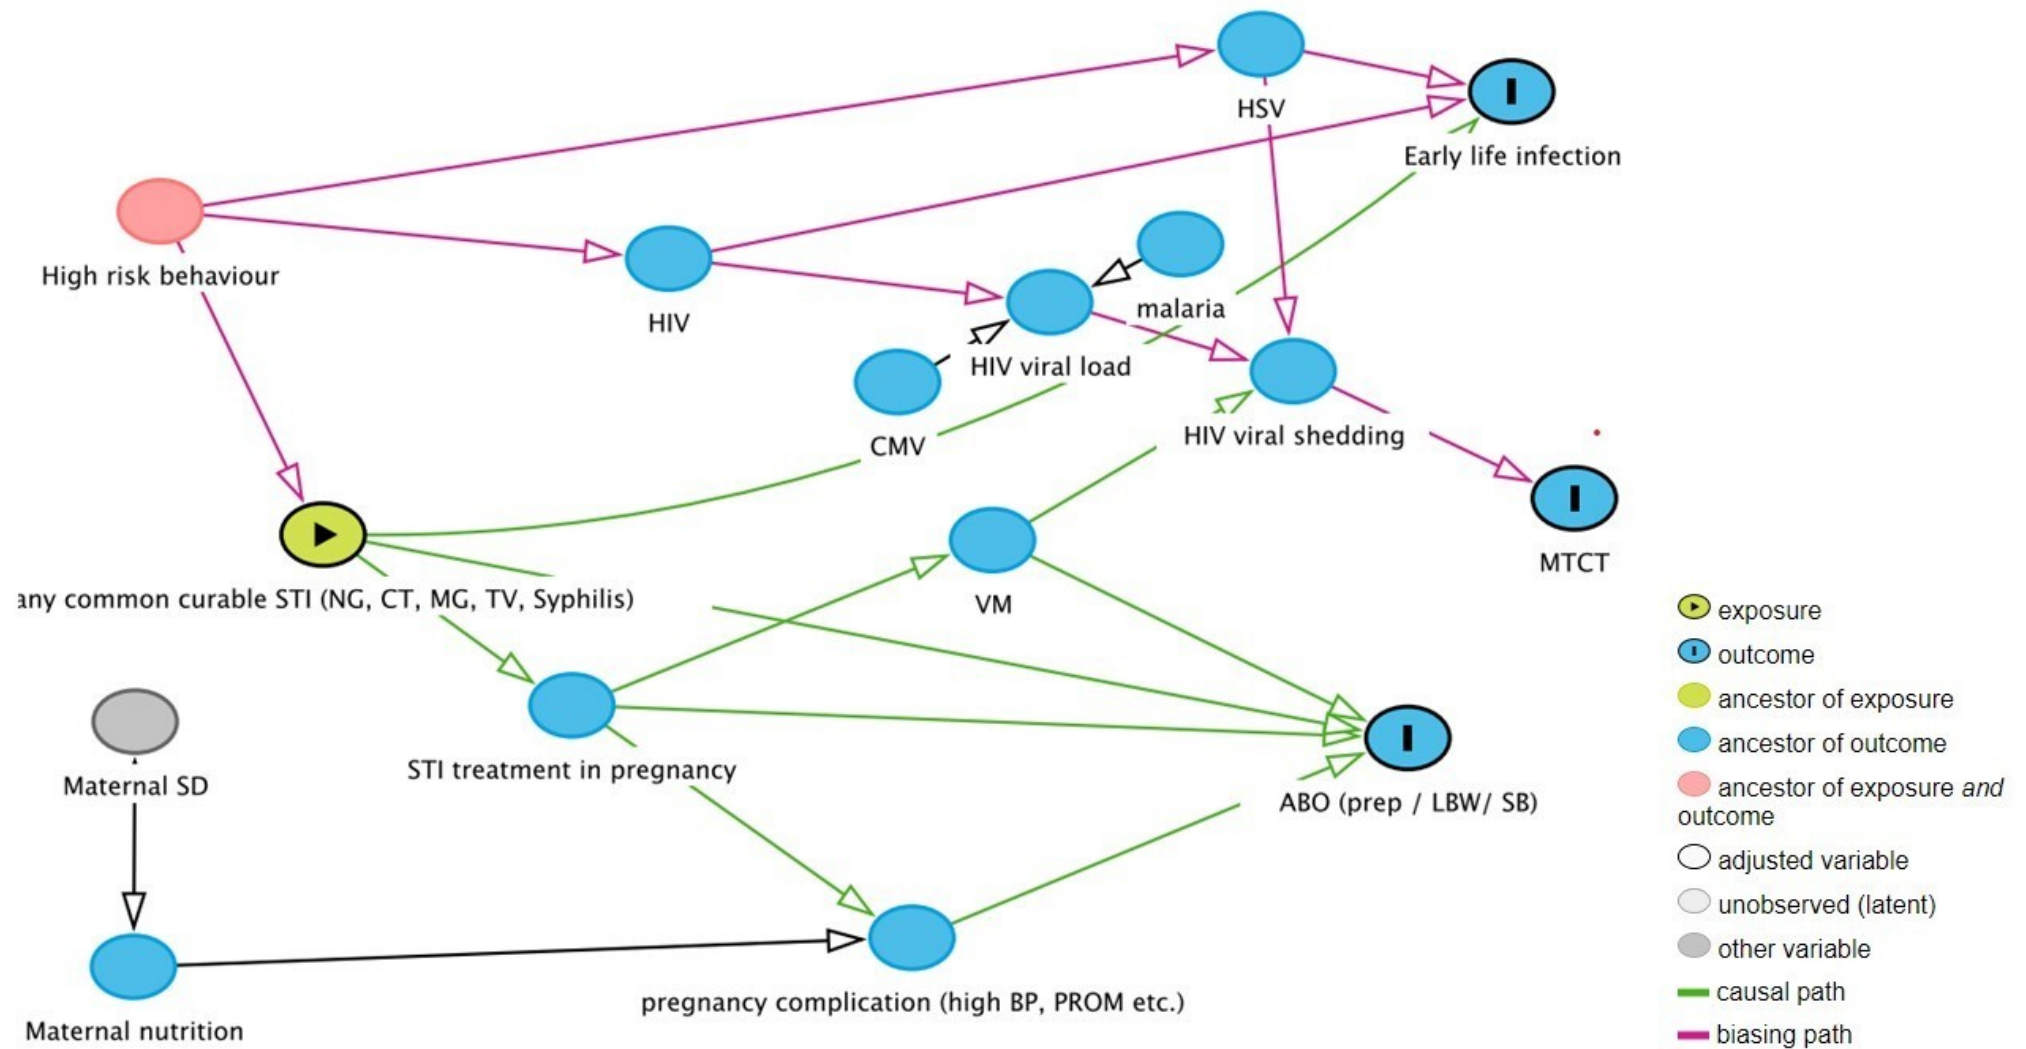 HSV
Early life infection
High risk behaviour
malaria
HIV
HIV viral load
CMV
HIV viral shedding
MTCT
any common curable STI (NG, CT, MG, TV, Syphilis)
VM
STI treatment in pregnancy
Maternal SD
ABO (prep / LBW/ SB)
pregnancy complication (high BP, PROM etc.)
Maternal nutrition
exposure
outcome
ancestor of exposure
ancestor of outcome
ancestor of exposure and
outcome
adjusted variable
unobserved (latent)
other variable
causal path
biasing path